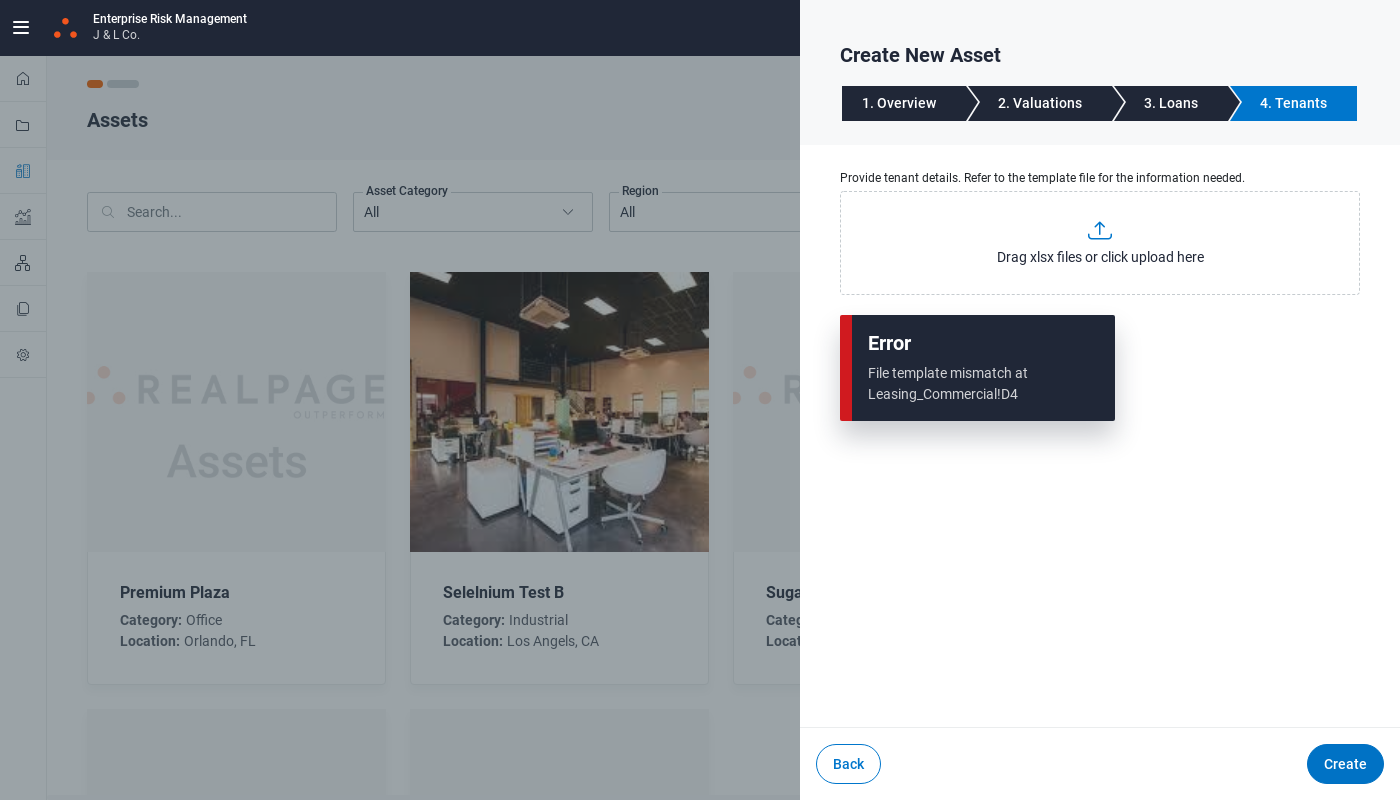 Enterprise Risk Management
J & L Co.
Assets
Search...
Asset Category
All
Region
All
REALPAGE
OUTPERFORM
Assets
Premium Plaza
Category: Office
Location: Orlando, FL
Selelnium Test B
Category: Industrial
Location: Los Angels, CA
Create New Asset
1. Overview
2. Valuations
3. Loans
4. Tenants
Provide tenant details. Refer to the template file for the information needed.
Drag xlsx files or click upload here
Error
File template mismatch at
Leasing_Commercial!D4
Back
Create